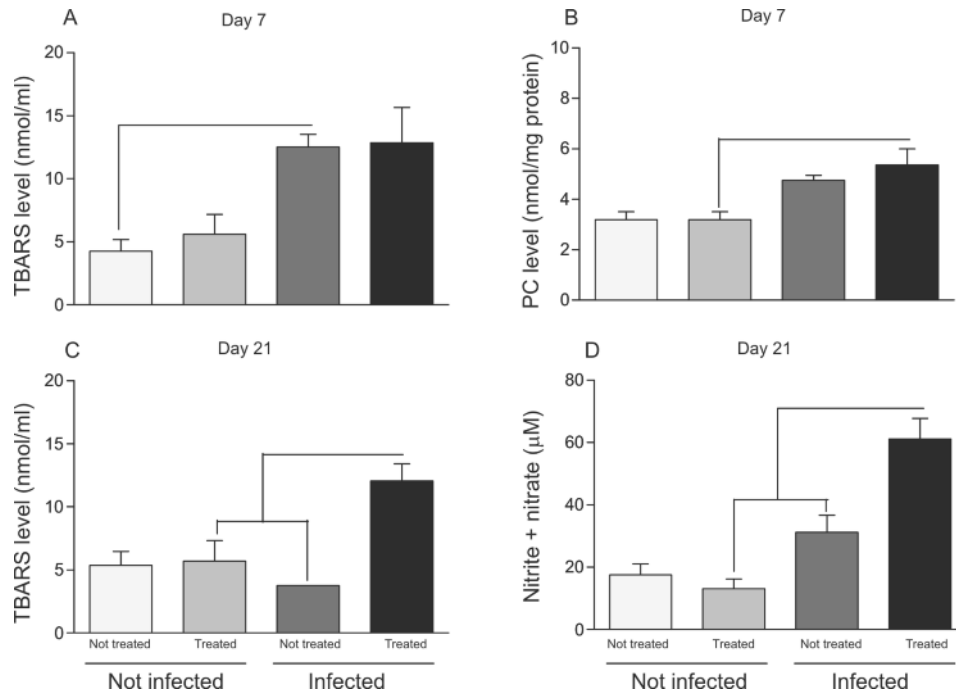 A
Day 7
TBARS level (nmol/ml)
20
15
10
5
0
B
Day 7
PC level (nmol/mg protein)
10
8
6
4
2
0
C
Day 21
TBARS level (nmol/ml)
20
15
10
5
0
Not treated Treated Not treated Treated
Not infected Infected
D
Day 21
Nitrite + nitrate (µM)
80
60
40
20
0
Not treated Treated Not treated Treated
Not infected Infected